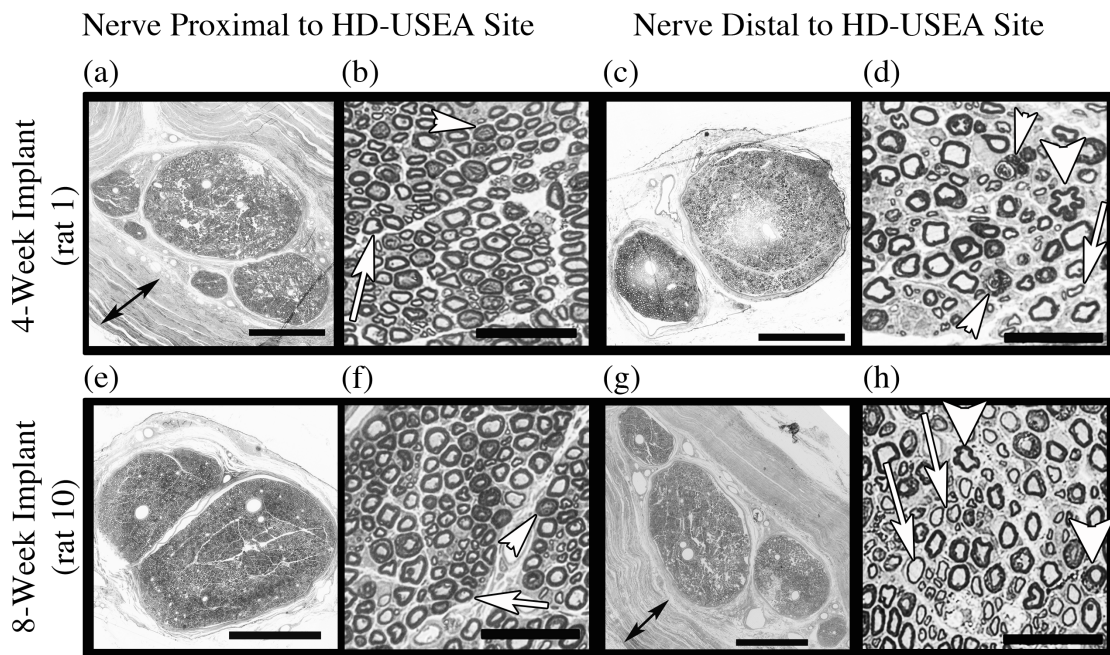 Nerve Proximal to HD-USEA Site
Nerve Distal to HD-USEA Site
(a)
(b)
(c)
(d)
4-Week Implant
(rat 1)
(e)
(f)
(g)
(h)
8-Week Implant
(rat 10)